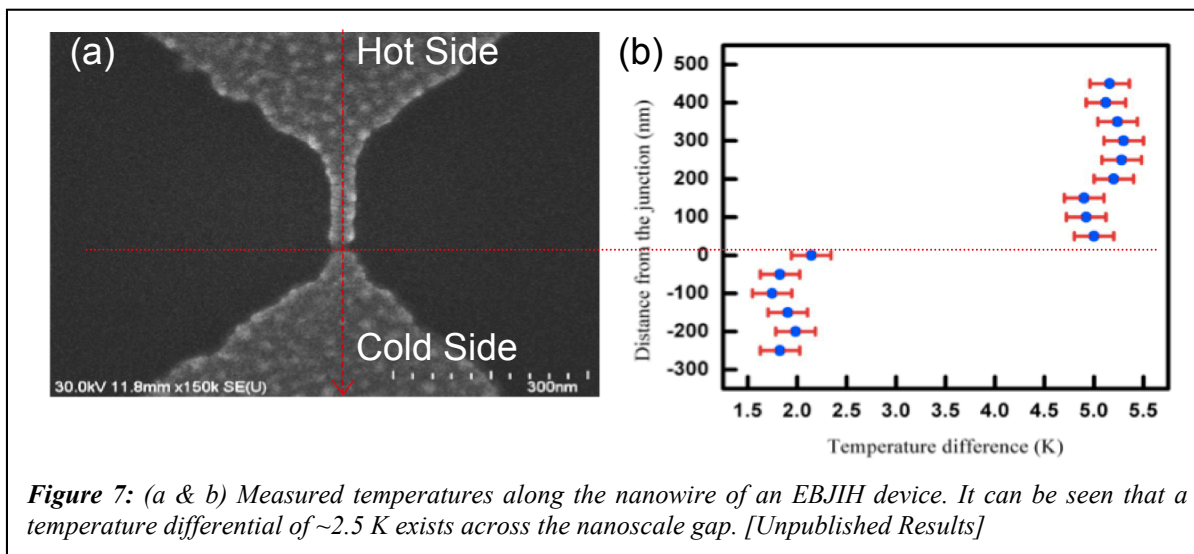 (a)
Hot Side
Cold Side
30.0kV 11.8mm x150k SE(U)
300nm
(b)
Distance from the junction (nm)
500
400
300
200
100
0
-100
-200
-300
1.5 2.0 2.5 3.0 3.5 4.0 4.5 5.0 5.5
Temperature difference (K)
Figure 7: (a & b) Measured temperatures along the nanowire of an EBJIH device. It can be seen that a
temperature differential of ~2.5 K exists across the nanoscale gap. [Unpublished Results]